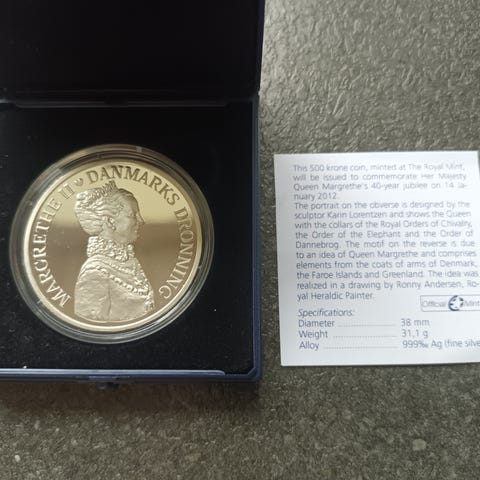 MARGRETHE II ♥ DANMARKS DRONNING
This 500 krone coin, minted at The Royal Mint,
will be issued to commemorate Her Majesty
Queen Margrethe's 40-year jubilee on 14 Ja-
nuary 2012.
The portrait on the obverse is designed by the
sculptor Karin Lorentzen and shows the Queen
with the collars of the Royal Orders of Chivalry,
the Order of the Elephant and the Order of
Dannebrog. The motif on the reverse is due
to an idea of Queen Margrethe and comprises
elements from the coats of arms of Denmark,
the Faroe Islands and Greenland. The idea was
realized in a drawing by Ronny Andersen, Ro-
yal Heraldic Painter.
Official Mint
Specifications:
Diameter .................... 38 mm
Weight ...................... 31,1 g
Alloy ................. 999‰ Ag (fine silve